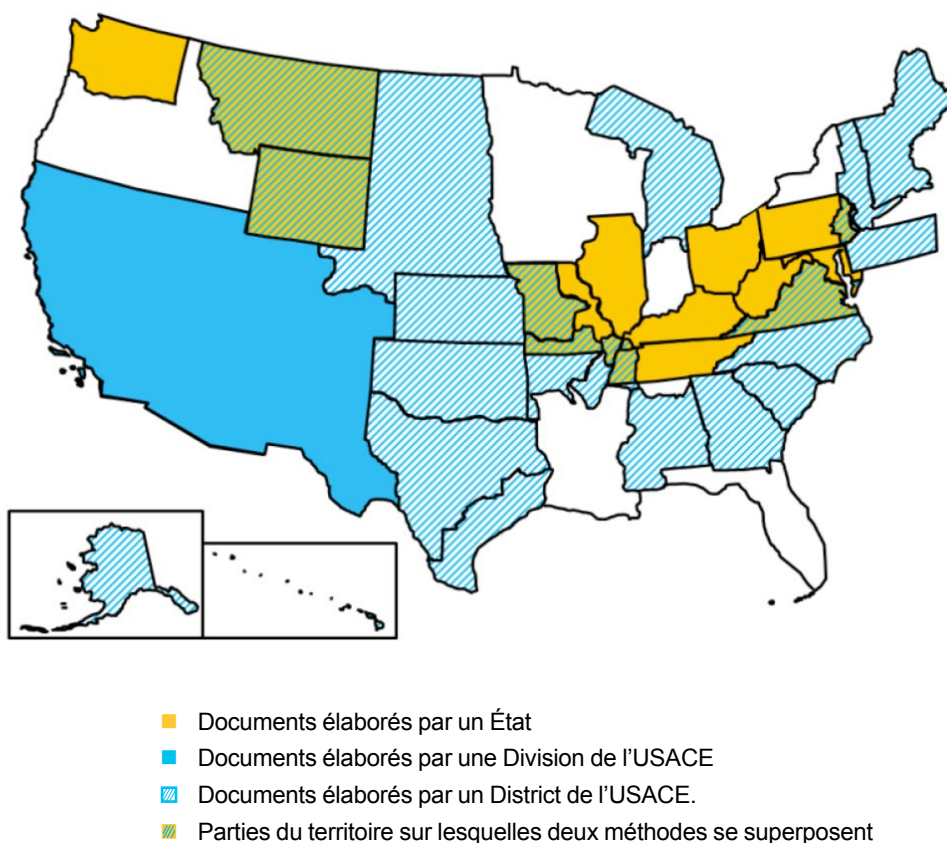 Documents élaborés par un État
Documents élaborés par une Division de l’USACE
Documents élaborés par un District de l’USACE.
Parties du territoire sur lesquelles deux méthodes se superposent